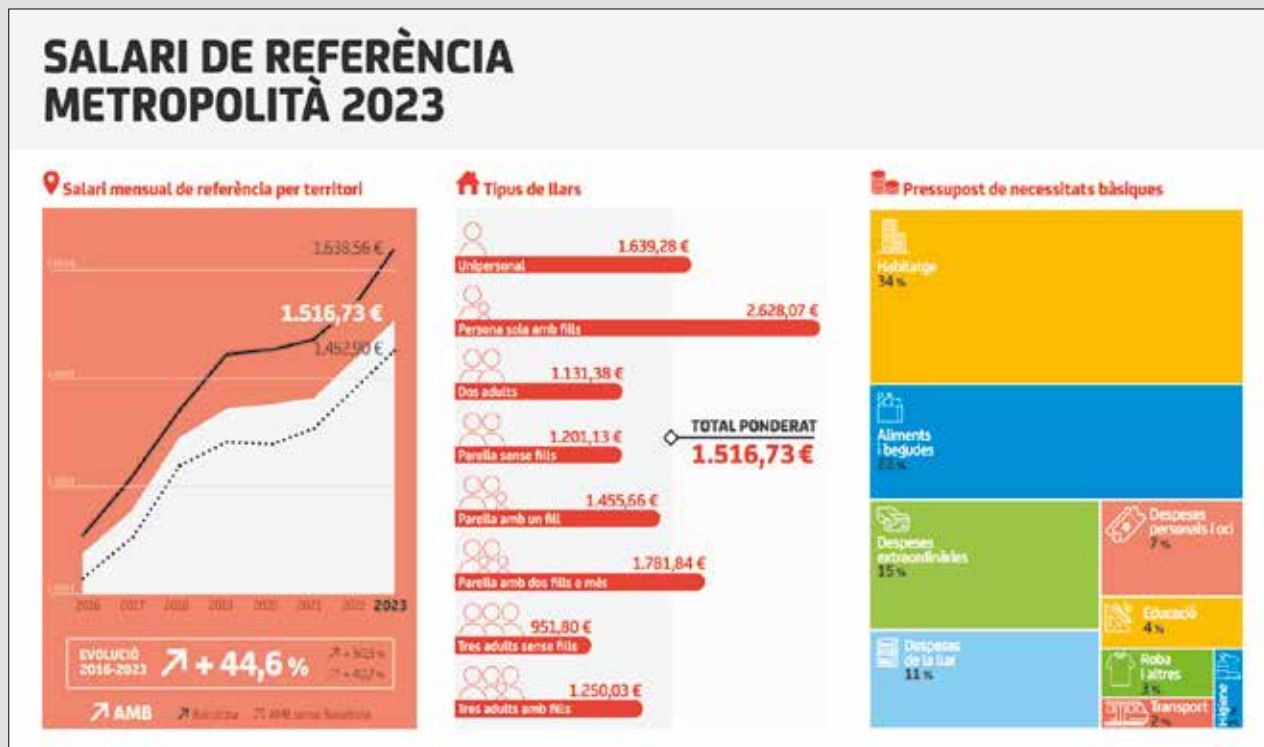 SALARI DE REFERÈNCIA
METROPOLITÀ 2023
Salari mensual de referència per territori
1.638,56 €
1.516,73 €
1.452,90 €
2016 2017 2018 2019 2020 2021 2022 2023
EVOLUCIÓ
2016-2023
+ 44,6 %
AMB
Barcelona
AMB sense Barcelona
Tipus de llars
1.639,28 €
Unipersonal
2.628,07 €
Persona sola amb fills
1.131,38 €
Dos adults
1.201,13 €
Parella sense fills
TOTAL PONDERAT
1.516,73 €
1.455,66 €
Parella amb un fill
1.781,84 €
Parella amb dos fills o més
951,80 €
Tres adults sense fills
1.250,03 €
Tres adults amb fills
Pressupost de necessitats bàsiques
Habitatge
34 %
Aliments
i begudes
Despeses
extraordinàries
15 %
Despeses
personals i oci
7 %
Educació
4 %
Despeses
de la llar
11 %
Roba
i altres
3 %
Transport
2 %
Higiene